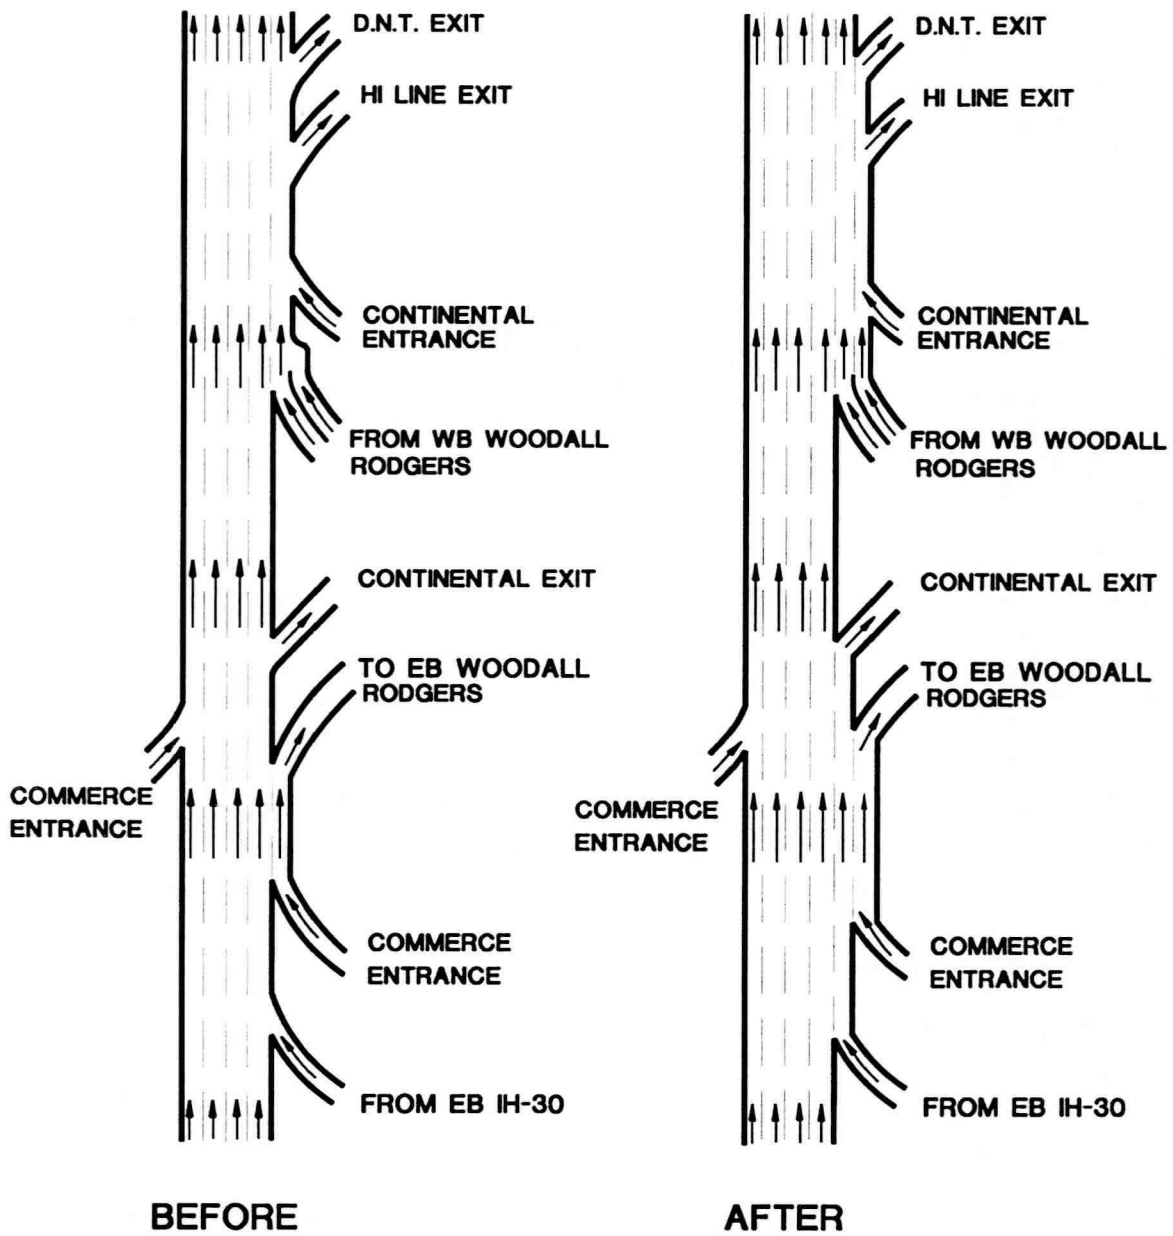 D.N.T. EXIT
HI LINE EXIT
CONTINENTAL
ENTRANCE
FROM WB WOODALL
RODGERS
CONTINENTAL EXIT
TO EB WOODALL
RODGERS
COMMERCE
ENTRANCE
COMMERCE
ENTRANCE
FROM EB IH-30
BEFORE
D.N.T. EXIT
HI LINE EXIT
CONTINENTAL
ENTRANCE
FROM WB WOODALL
RODGERS
CONTINENTAL EXIT
TO EB WOODALL
RODGERS
COMMERCE
ENTRANCE
COMMERCE
ENTRANCE
FROM EB IH-30
AFTER